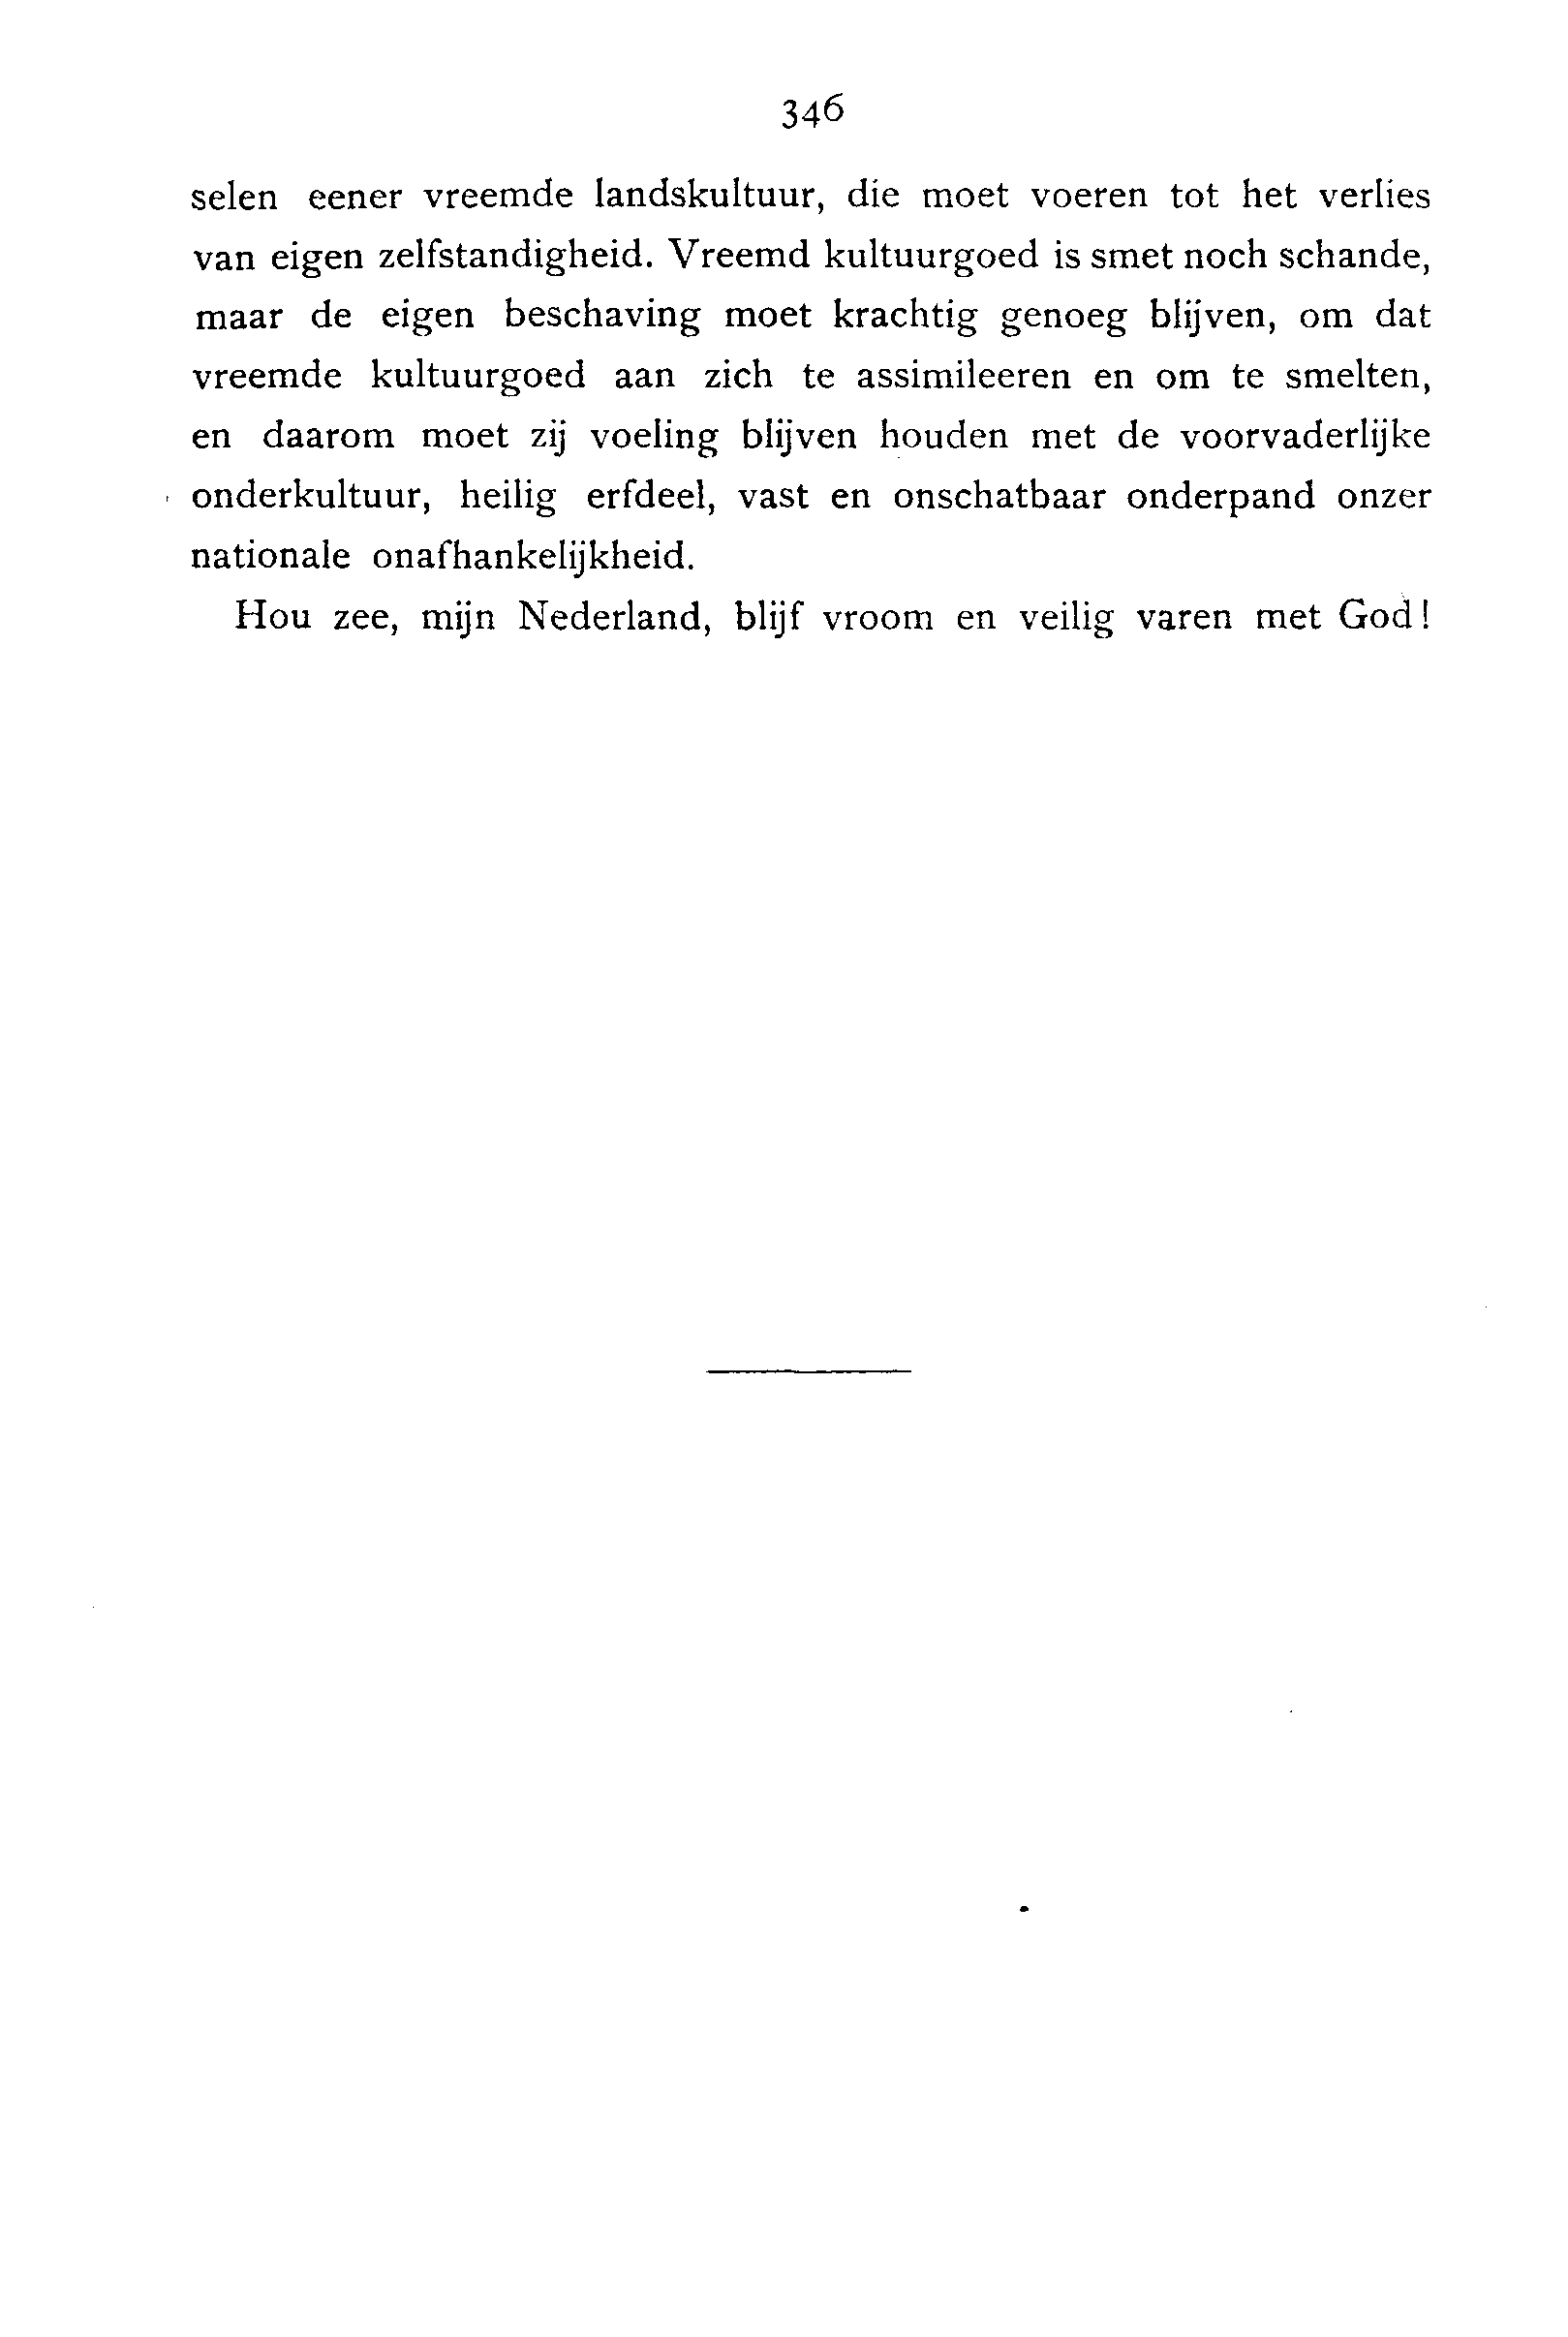 346
selen eener vreemde landskultuur, die moet voeren tot het verlies
van eigen zelfstandigheid. Vreemd kultuurgoed is smet noch schande,
maar de eigen beschaving moet krachtig genoeg blijven, om dat
vreemde kultuurgoed aan zich te assimileeren en om te smelten,
en daarom moet zij voeling blijven houden met de voorvaderlijke
onderkultuur, heilig erfdeel, vast en onschatbaar onderpand onzer
nationale onafhankelijkheid.
Hou zee, mijn Nederland, blijf vroom en veilig varen met God!